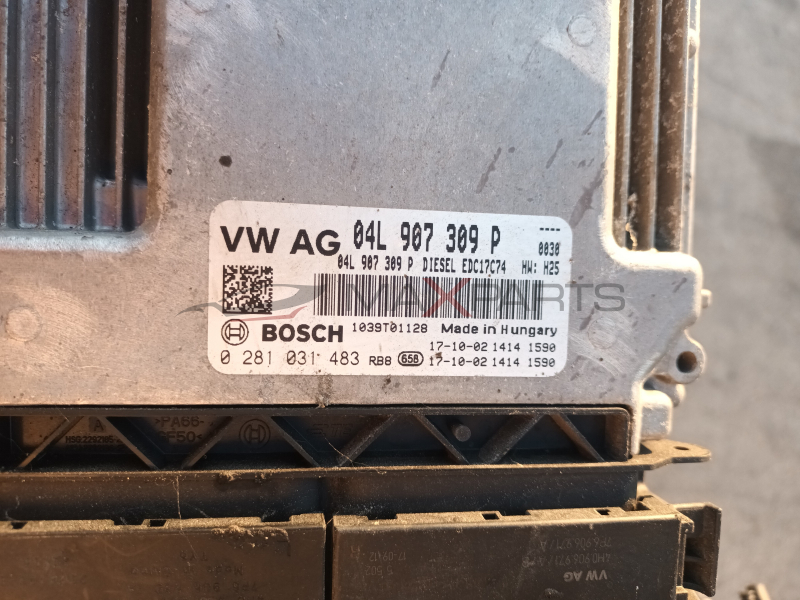 VW AG 04L 907 309 P ----
0030
04L 907 309 P DIESEL EDC17C74 HW: H25
MAXPARTS
1039T01128 Made in Hungary
BOSCH
17-10-02 1414 1590
0 281 031 483 RB8 658 17-10-02 1414 1590
A >PA66-
VW AG